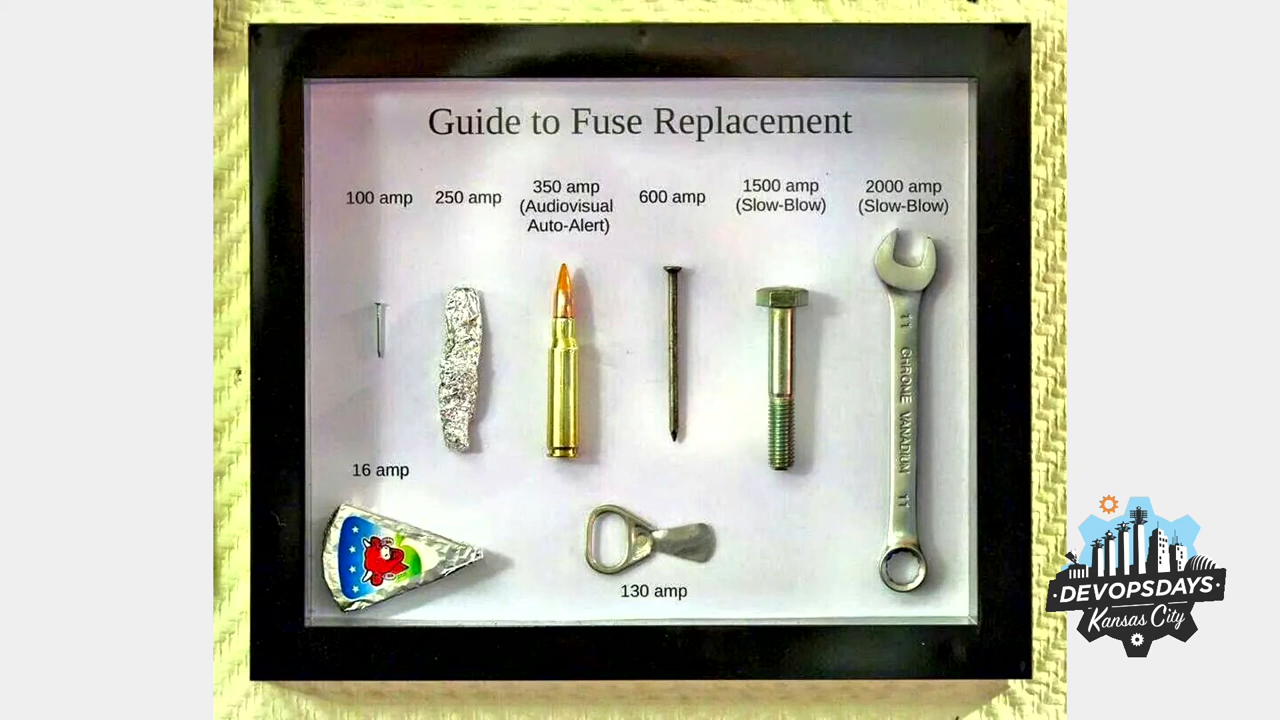 Guide to Fuse Replacement
100 amp
250 amp
350 amp
(Audiovisual
Auto-Alert)
600 amp
1500 amp
(Slow-Blow)
2000 amp
(Slow-Blow)
11 CHROME VANADIUM 11
16 amp
130 amp
DEVOPSDAYS
Kansas City